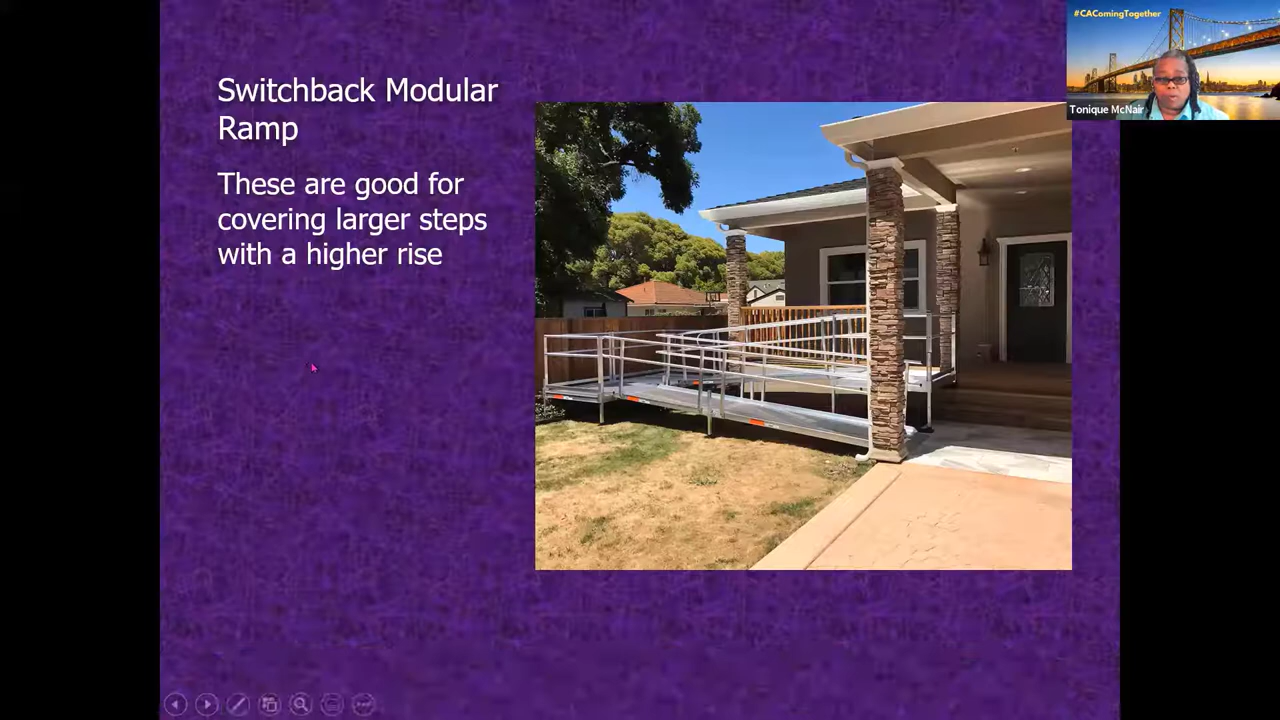 #CAComingTogether
Tonique McNair
Switchback Modular
Ramp
These are good for
covering larger steps
with a higher rise